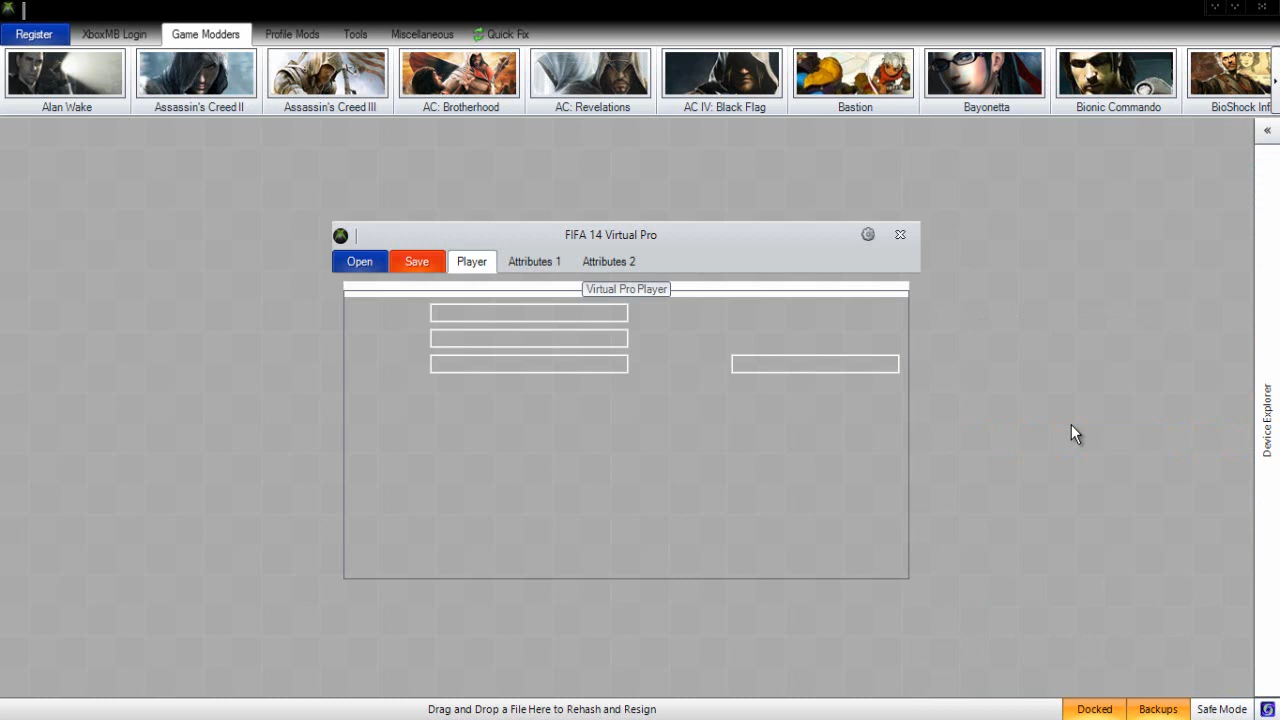 Register XboxMB Login Game Modders Profile Mods Tools Miscellaneous Quick Fix
Alan Wake Assassin's Creed II Assassin's Creed III AC: Brotherhood AC: Revelations AC IV: Black Flag Bastion Bayonetta Bionic Commando BioShock Inf
FIFA 14 Virtual Pro
Open Save Player Attributes 1 Attributes 2
Virtual Pro Player
Device Explorer
Drag and Drop a File Here to Rehash and Resign Docked Backups Safe Mode